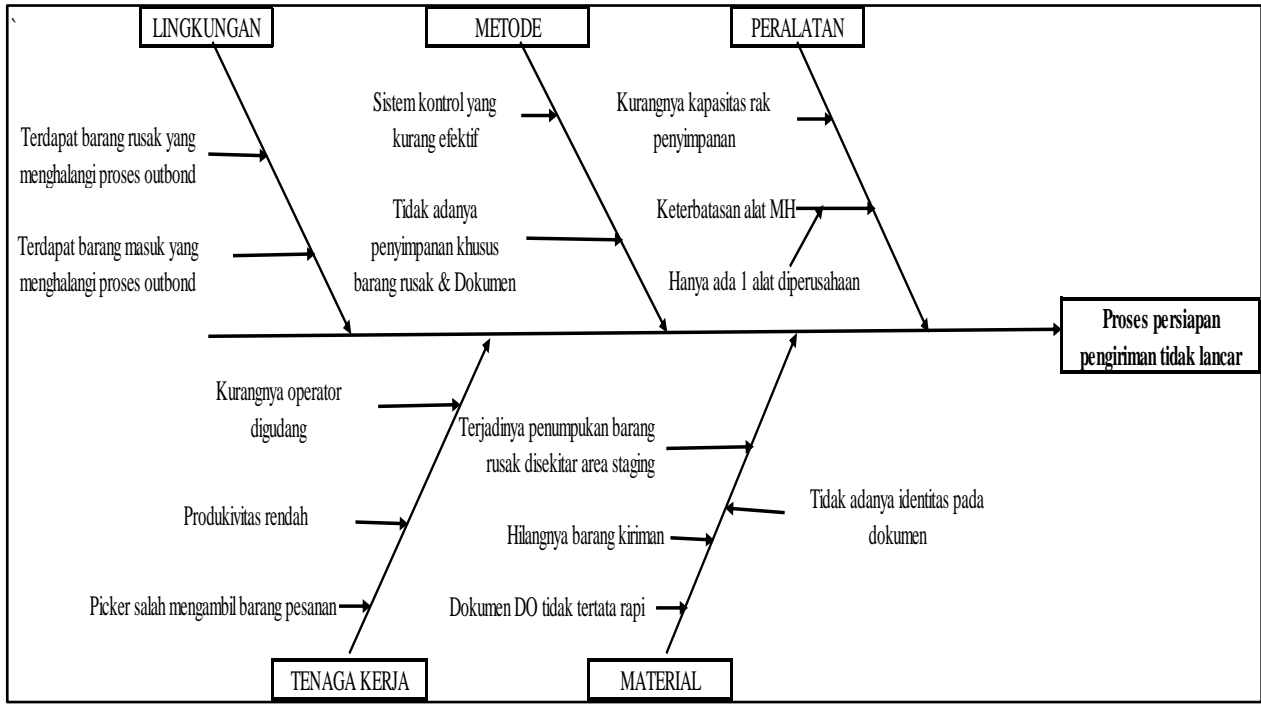 `
LINGKUNGAN
METODE
PERALATAN
Sistem kontrol yang
kurang efektif
Kurangnya kapasitas rak
penyimpanan
Terdapat barang rusak yang
menghalangi proses outbond
Tidak adanya
penyimpanan khusus
barang rusak & Dokumen
Keterbatasan alat MH
Terdapat barang masuk yang
menghalangi proses outbond
Hanya ada 1 alat diperusahaan
Proses persiapan
pengiriman tidak lancar
Kurangnya operator
digudang
Terjadinya penumpukan barang
rusak disekitar area staging
Tidak adanya identitas pada
dokumen
Produkivitas rendah
Hilangnya barang kiriman
Picker salah mengambil barang pesanan
Dokumen DO tidak tertata rapi
TENAGA KERJA
MATERIAL